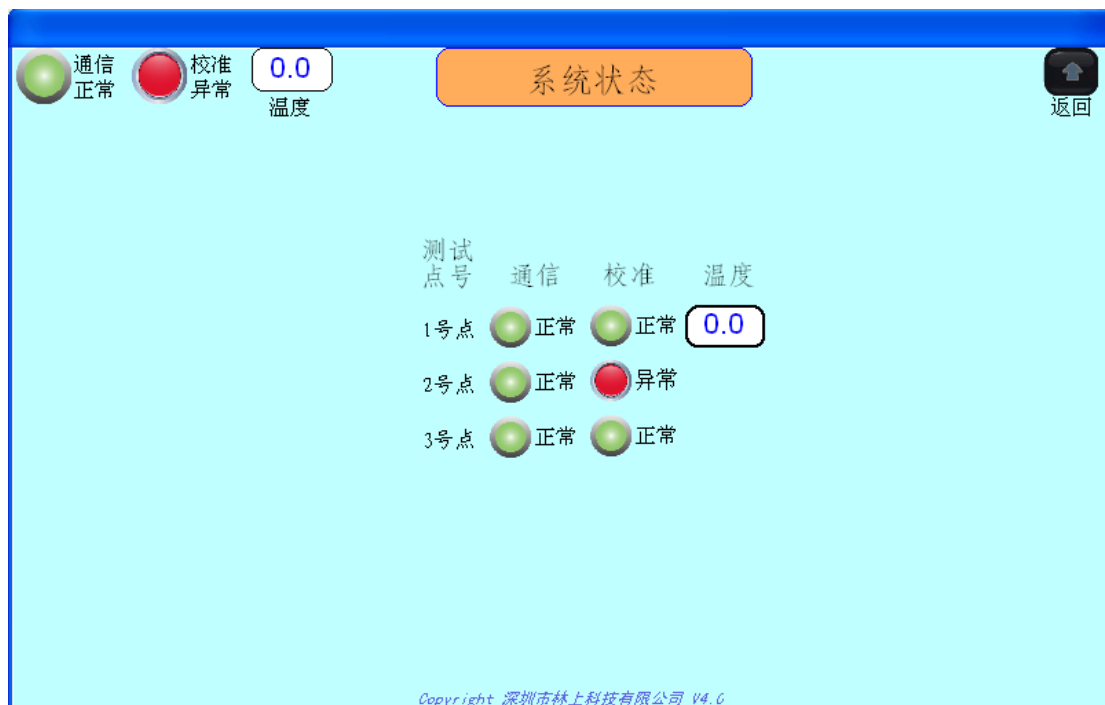 通信
正常
校准
异常
0.0
温度
系统状态
返回
测试
点号 通信 校准 温度
1号点 正常 正常 0.0
2号点 正常 异常
3号点 正常 正常
Copyright 深圳市林上科技有限公司